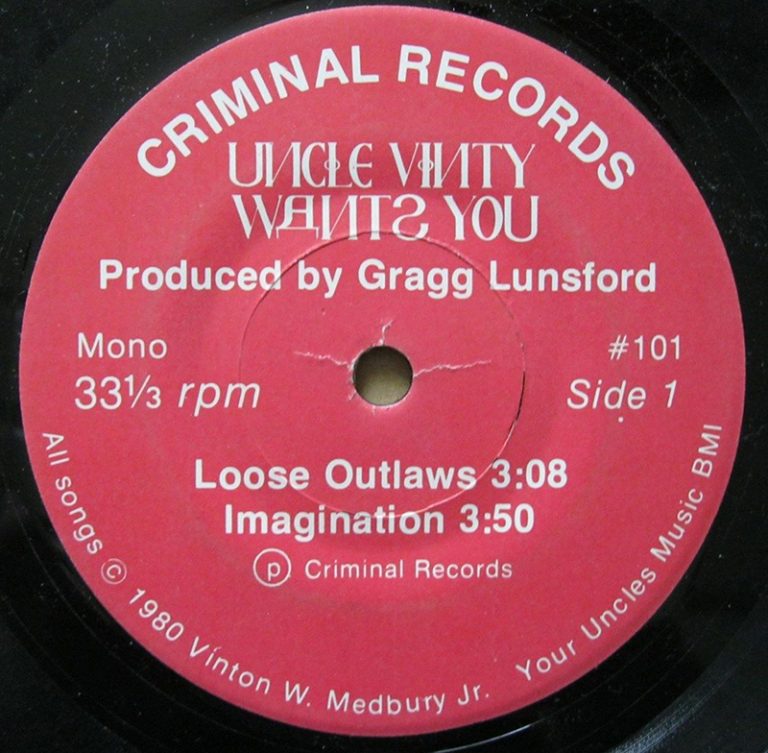 CRIMINAL RECORDS
UNCLE VINTY
WANTS YOU
Produced by Gragg Lunsford
Mono
#101
33⅓ rpm
Side 1
Loose Outlaws 3:08
Imagination 3:50
℗ Criminal Records
All songs © 1980 Vinton W. Medbury Jr. Your Uncles Music BMI